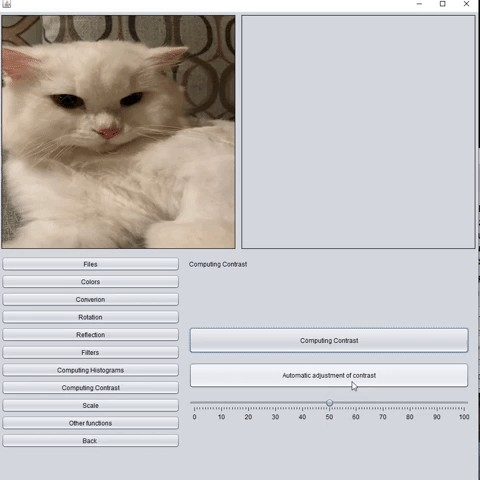 Files
Colors
Converion
Rotation
Reflection
Filters
Computing Histograms
Computing Contrast
Scale
Other functions
Back
Computing Contrast
Computing Contrast
Automatic adjustment of contrast
0 10 20 30 40 50 60 70 80 90 100